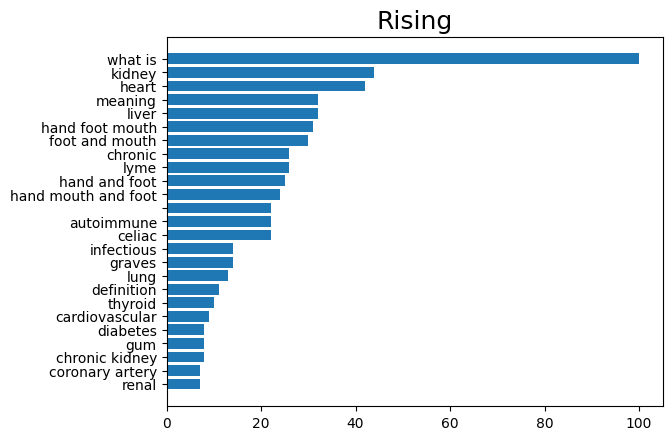 Rising
what is
kidney
heart
meaning
liver
hand foot mouth
foot and mouth
chronic
lyme
hand and foot
hand mouth and foot
autoimmune
celiac
infectious
graves
lung
definition
thyroid
cardiovascular
diabetes
gum
chronic kidney
coronary artery
renal
0 20 40 60 80 100